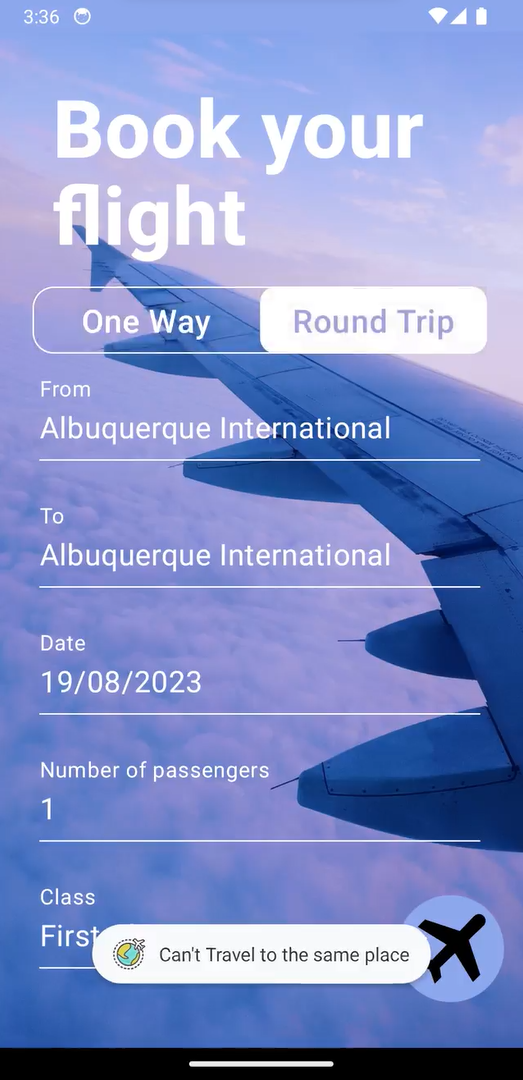 3:36
Book your
flight
One Way
Round Trip
From
Albuquerque International
To
Albuquerque International
Date
19/08/2023
Number of passengers
1
Class
First
Can't Travel to the same place